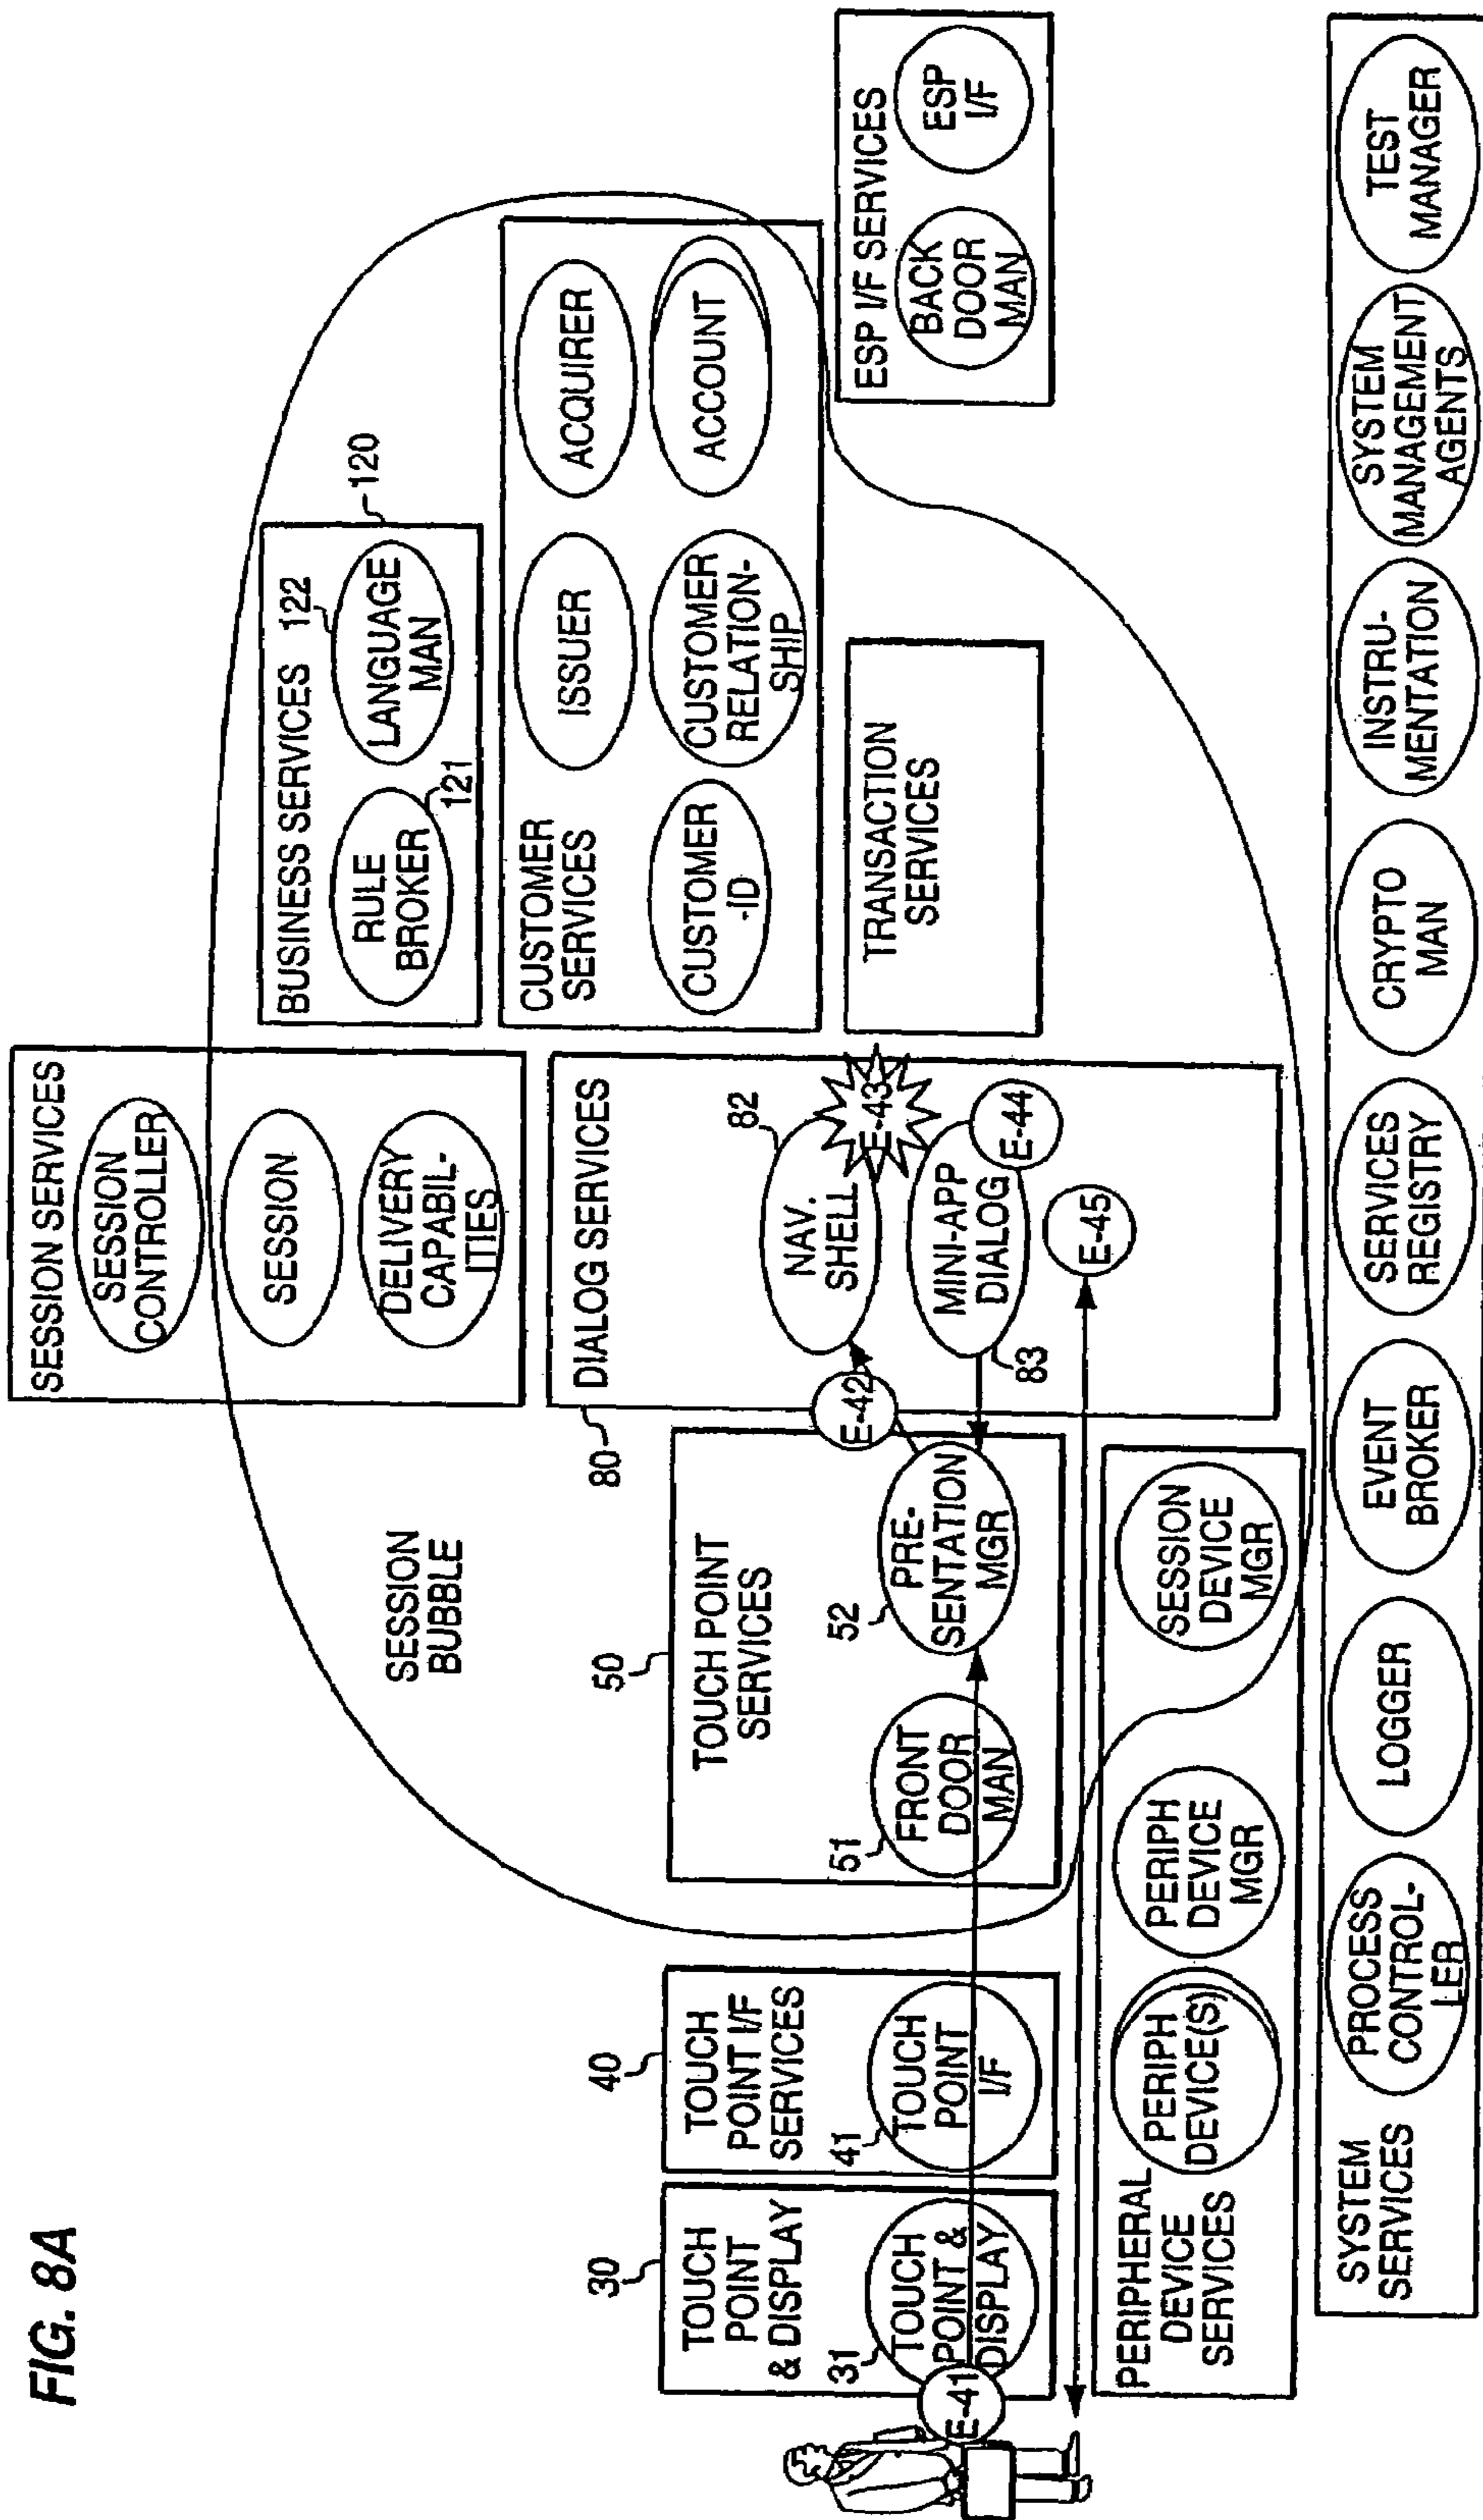 FIG. 8A
SESSION SERVICES
SESSION
CONTROLLER
SESSION
DELIVERY
CAPABIL-
ITIES
SESSION
BUBBLE
BUSINESS SERVICES
122
120
RULE
BROKER
121
LANGUAGE
MAN
CUSTOMER
SERVICES
ISSUER
ACQUIRER
CUSTOMER
-ID
CUSTOMER
RELATION-
SHIP
ACCOUNT
30
TOUCH
POINT
& DISPLAY
31
TOUCH
POINT &
DISPLAY
E-41
40
TOUCH
POINT I/F
SERVICES
41
TOUCH
POINT
I/F
50
TOUCH POINT
SERVICES
51
FRONT
DOOR
MAN
52
PRE-
SENTATION
MGR
80
DIALOG SERVICES
82
NAV.
SHELL
E-42
E-43
MINI-APP
DIALOG
83
E-44
E-45
TRANSACTION
SERVICES
ESP I/F SERVICES
BACK
DOOR
MAN
ESP
I/F
PERIPHERAL
DEVICE
SERVICES
PERIPH
DEVICE(S)
PERIPH
DEVICE
MGR
SESSION
DEVICE
MGR
SYSTEM
SERVICES
PROCESS
CONTROL-
LER
LOGGER
EVENT
BROKER
SERVICES
REGISTRY
CRYPTO
MAN
INSTRU-
MENTATION
SYSTEM
MANAGEMENT
AGENTS
TEST
MANAGER